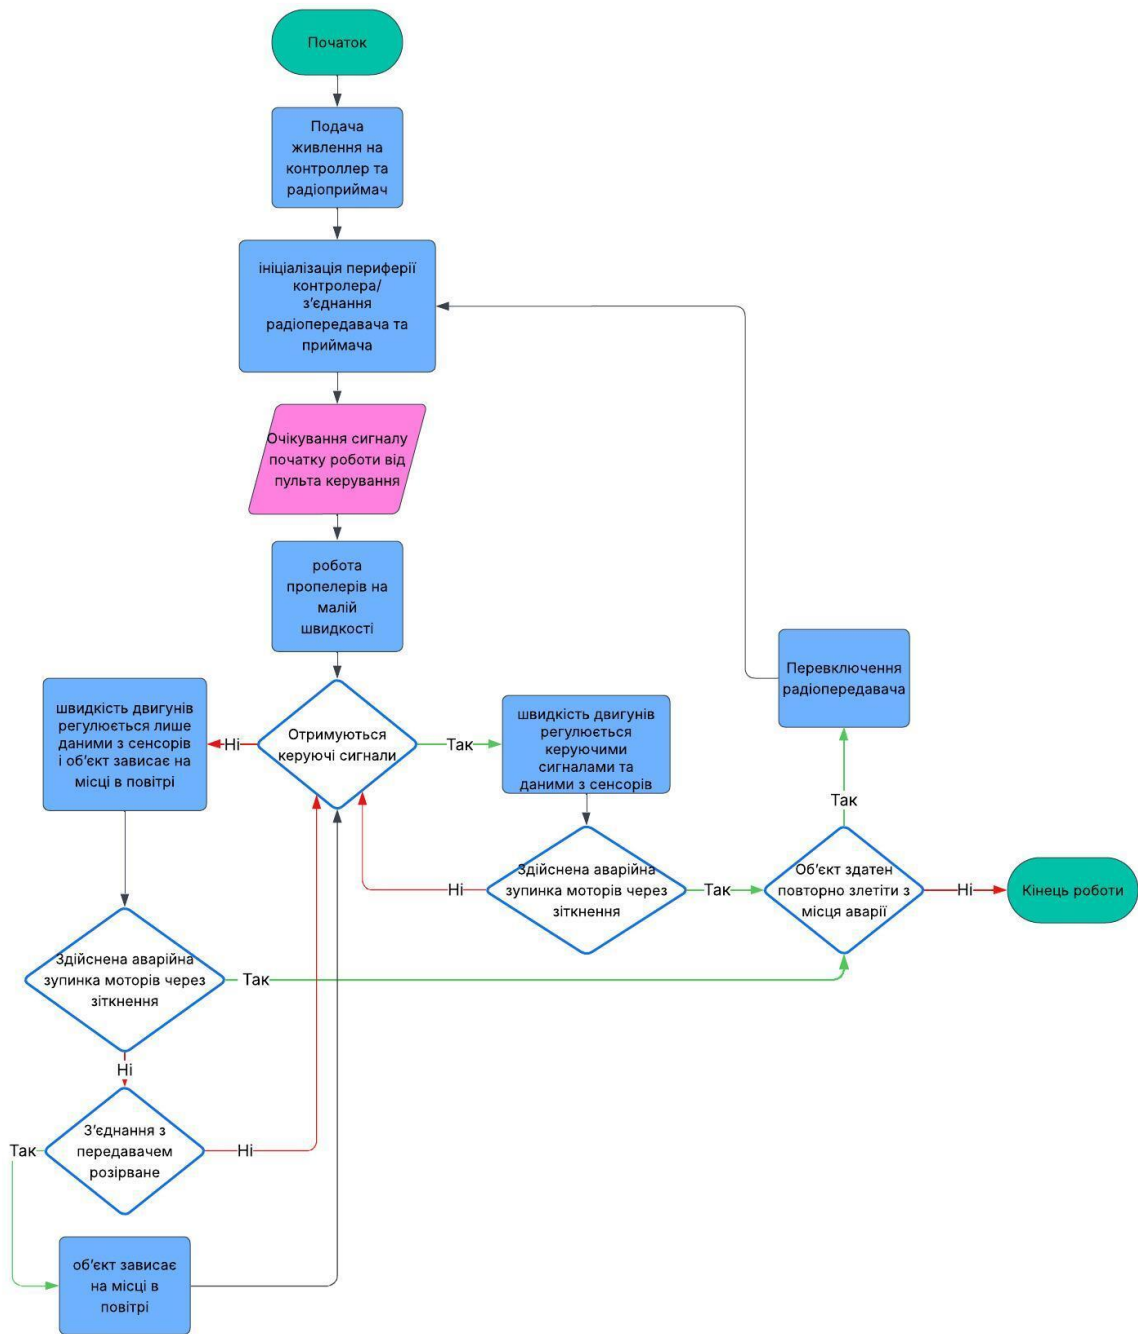 Початок
Подача
живлення на
контроллер та
радіоприймач
ініціалізація периферії
контролера/
з'єднання
радіопередавача та
приймача
Очікування сигналу
початку роботи від
пульта керування
робота
пропелерів на
малій
швидкості
Отримуються
керуючі сигнали
Ні
Так
швидкість двигунів
регулюється лише
даними з сенсорів
і об'єкт зависає на
місці в повітрі
швидкість двигунів
регулюється
керуючими
сигналами та
даними з сенсорів
Перевключення
радіопередавача
Так
Здійснена аварійна
зупинка моторів через
зіткнення
Ні
Так
Об'єкт здатен
повторно злетіти з
місця аварії
Ні
Кінець роботи
Здійснена аварійна
зупинка моторів через
зіткнення
Так
Ні
З'єднання з
передавачем
розірване
Так
Ні
об'єкт зависає
на місці в
повітрі